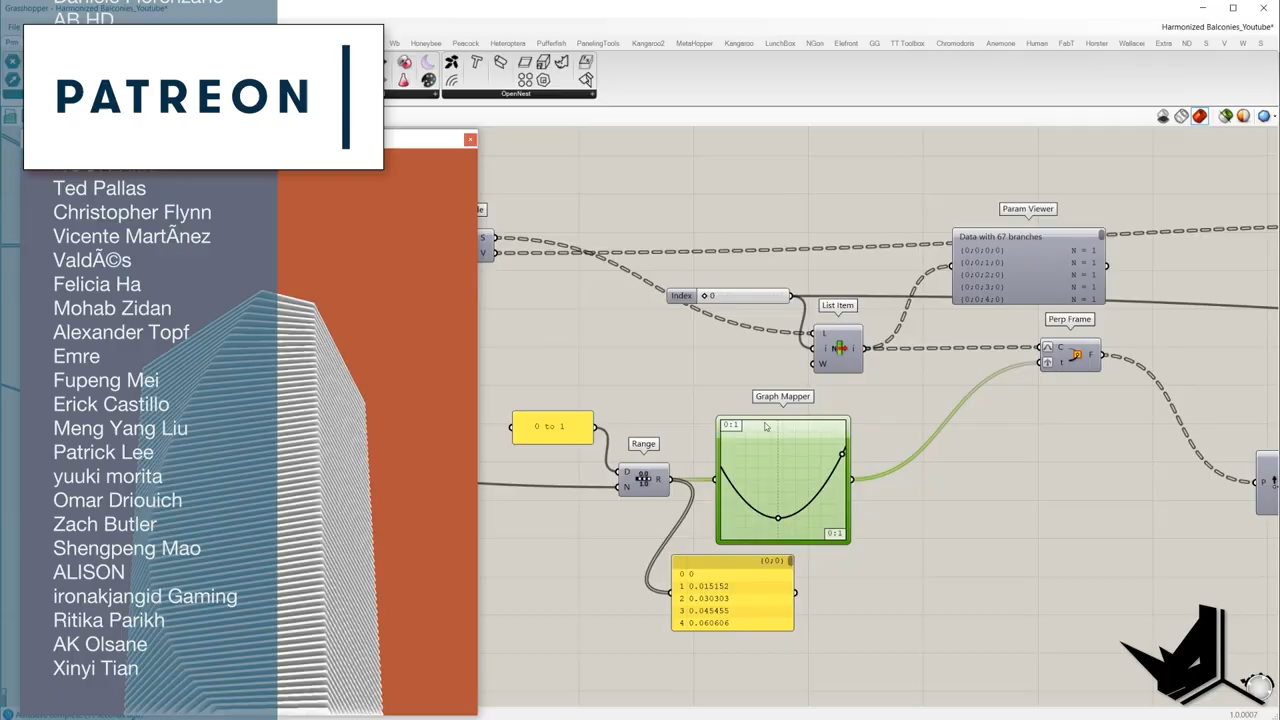 Grasshopper - Harmonized Balconies_Youtube*
AB HD
Harmonized Balconies_Youtube*
Wb Honeybee Peacock Heteroptera Pufferfish PanelingTools Kangaroo2 MetaHopper Kangaroo LunchBox NGon Elefront GG TT Toolbox Chromodoris Anemone Human FabT Horster Wallacei Extra ND S V W S
OpenNest
PATREON
Ted Pallas
Christopher Flynn
Vicente MartÃnez
ValdÃ©s
Felicia Ha
Mohab Zidan
Alexander Topf
Emre
Fupeng Mei
Erick Castillo
Meng Yang Liu
Patrick Lee
yuuki morita
Omar Driouich
Zach Butler
Shengpeng Mao
ALISON
ironakjangid Gaming
Ritika Parikh
AK Olsane
Xinyi Tian
S
V
Index 0
List Item
L
i N i
W
Param Viewer
Data with 67 branches
{0;0;0;0} N = 1
{0;0;1;0} N = 1
{0;0;2;0} N = 1
{0;0;3;0} N = 1
{0;0;4;0} N = 1
Perp Frame
C
t F
Graph Mapper
0:1
0:1
0 to 1
Range
D
N R
{0;0}
0 0
1 0.015152
2 0.030303
3 0.045455
4 0.060606
P
1.0.0007